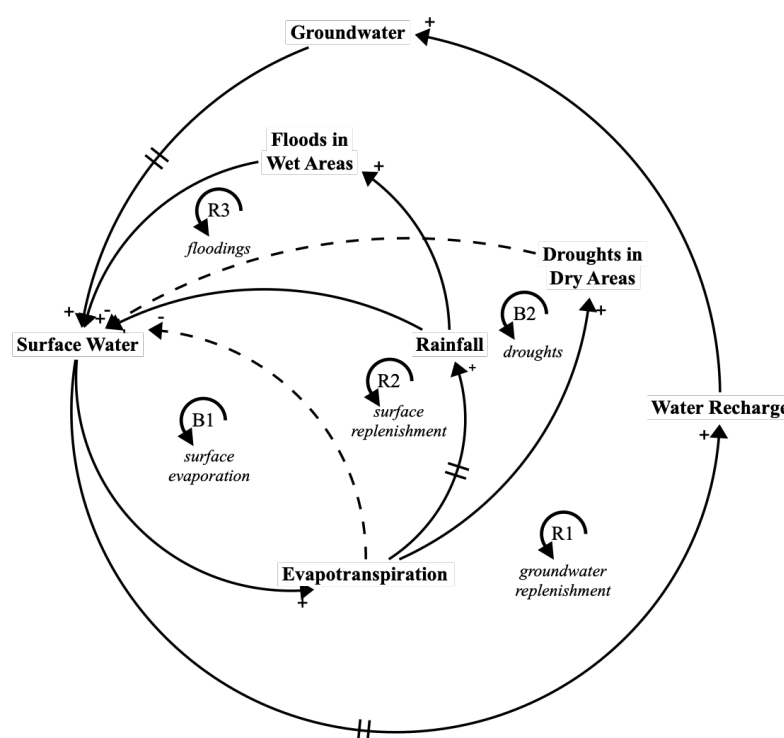 +
Groundwater
Floods in
Wet Areas
+
R3
floodings
Droughts in
Dry Areas
+
+
-
+
-
B2
droughts
+
Surface Water
Rainfall
R2
surface
replenishment
+
B1
surface
evaporation
Water Recharge
+
R1
groundwater
replenishment
Evapotranspiration
+